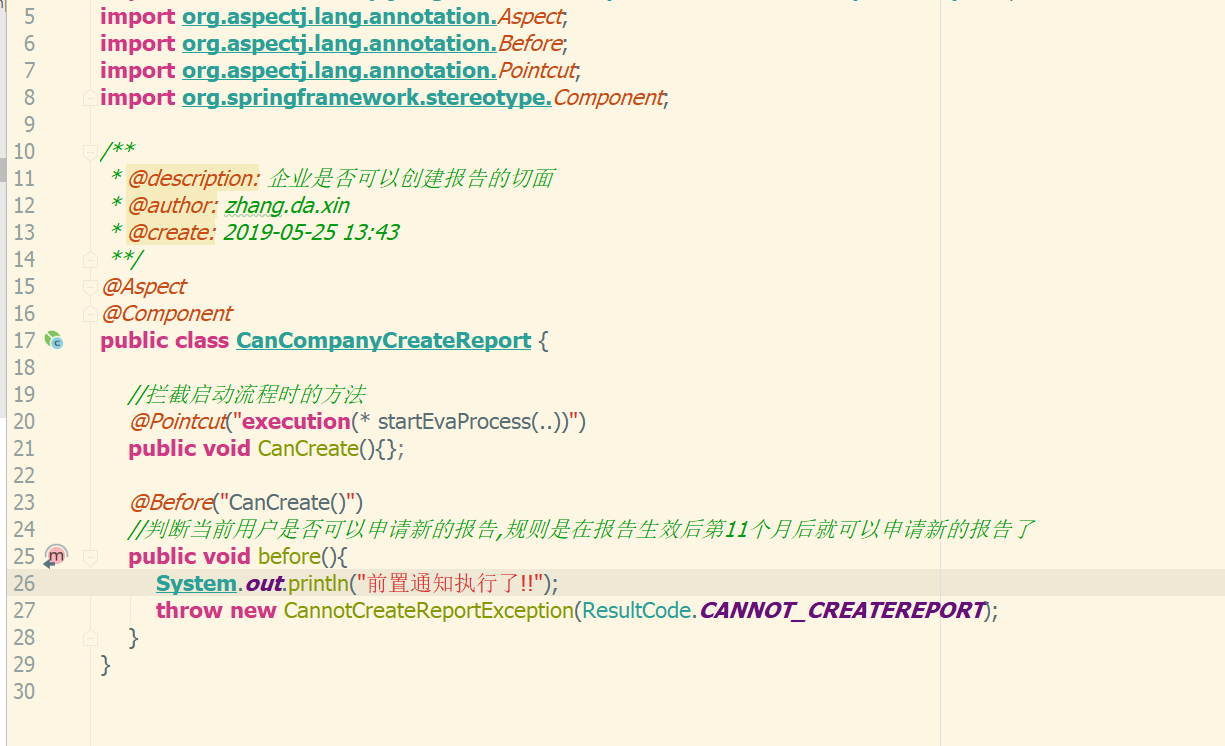 5 import org.aspectj.lang.annotation.Aspect;
6 import org.aspectj.lang.annotation.Before;
7 import org.aspectj.lang.annotation.Pointcut;
8 import org.springframework.stereotype.Component;
9
10 /**
11  * @description: 企业是否可以创建报告的切面
12  * @author: zhang.da.xin
13  * @create: 2019-05-25 13:43
14  **/
15 @Aspect
16 @Component
17 public class CanCompanyCreateReport {
18
19     //拦截启动流程时的方法
20     @Pointcut("execution(* startEvaProcess(..))")
21     public void CanCreate(){};
22
23     @Before("CanCreate()")
24     //判断当前用户是否可以申请新的报告,规则是在报告生效后第11个月后就可以申请新的报告了
25     public void before(){
26         System.out.println("前置通知执行了!!");
27         throw new CannotCreateReportException(ResultCode.CANNOT_CREATEREPORT);
28     }
29 }
30